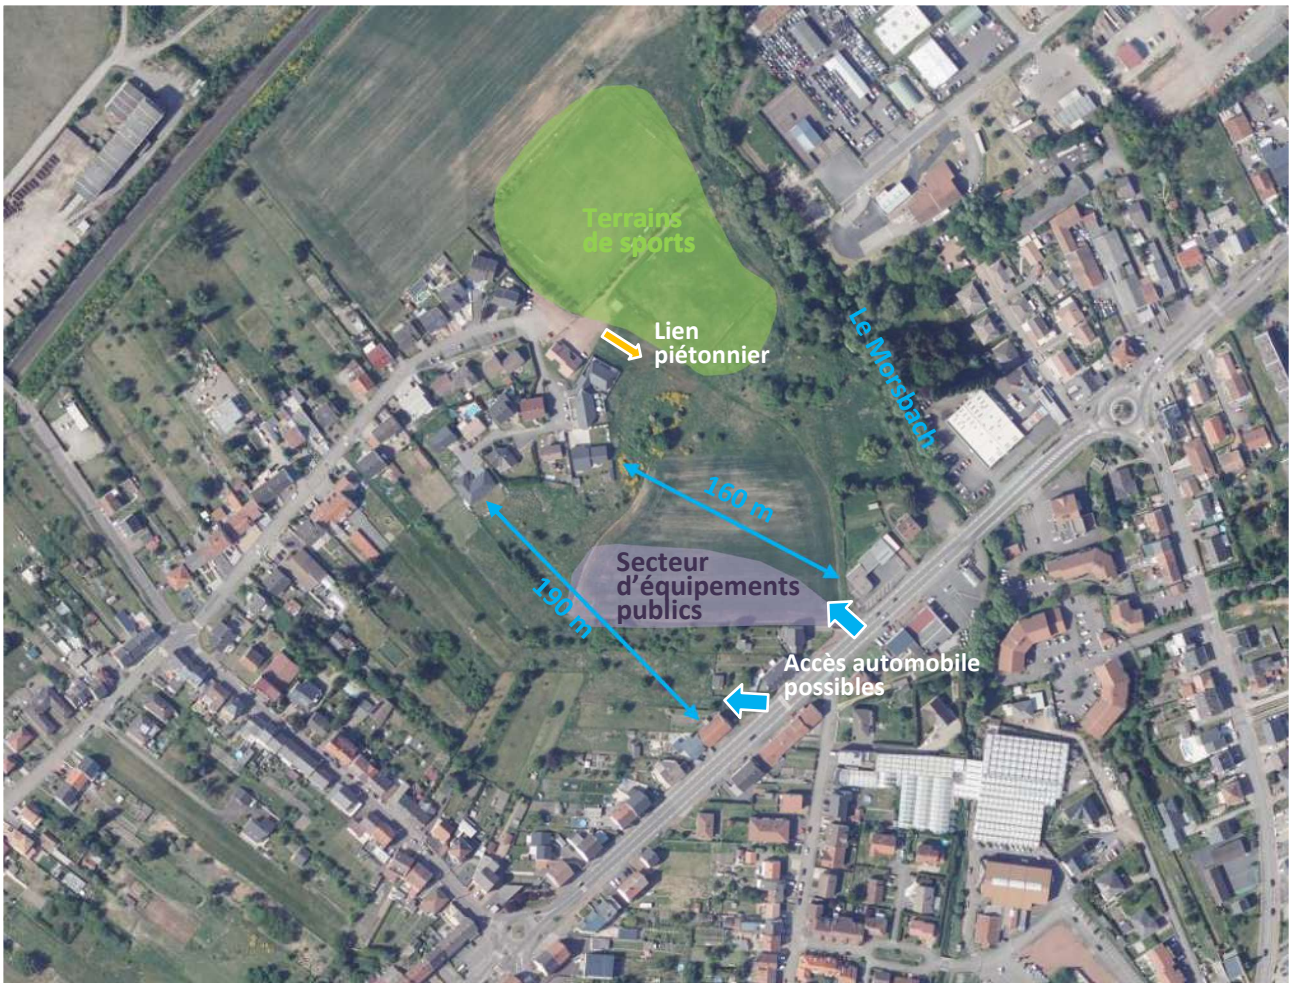 Terrains
de sports
Lien
piétonnier
Le Morsbach
160 m
Secteur
d'équipements
publics
190 m
Accès automobile
possibles